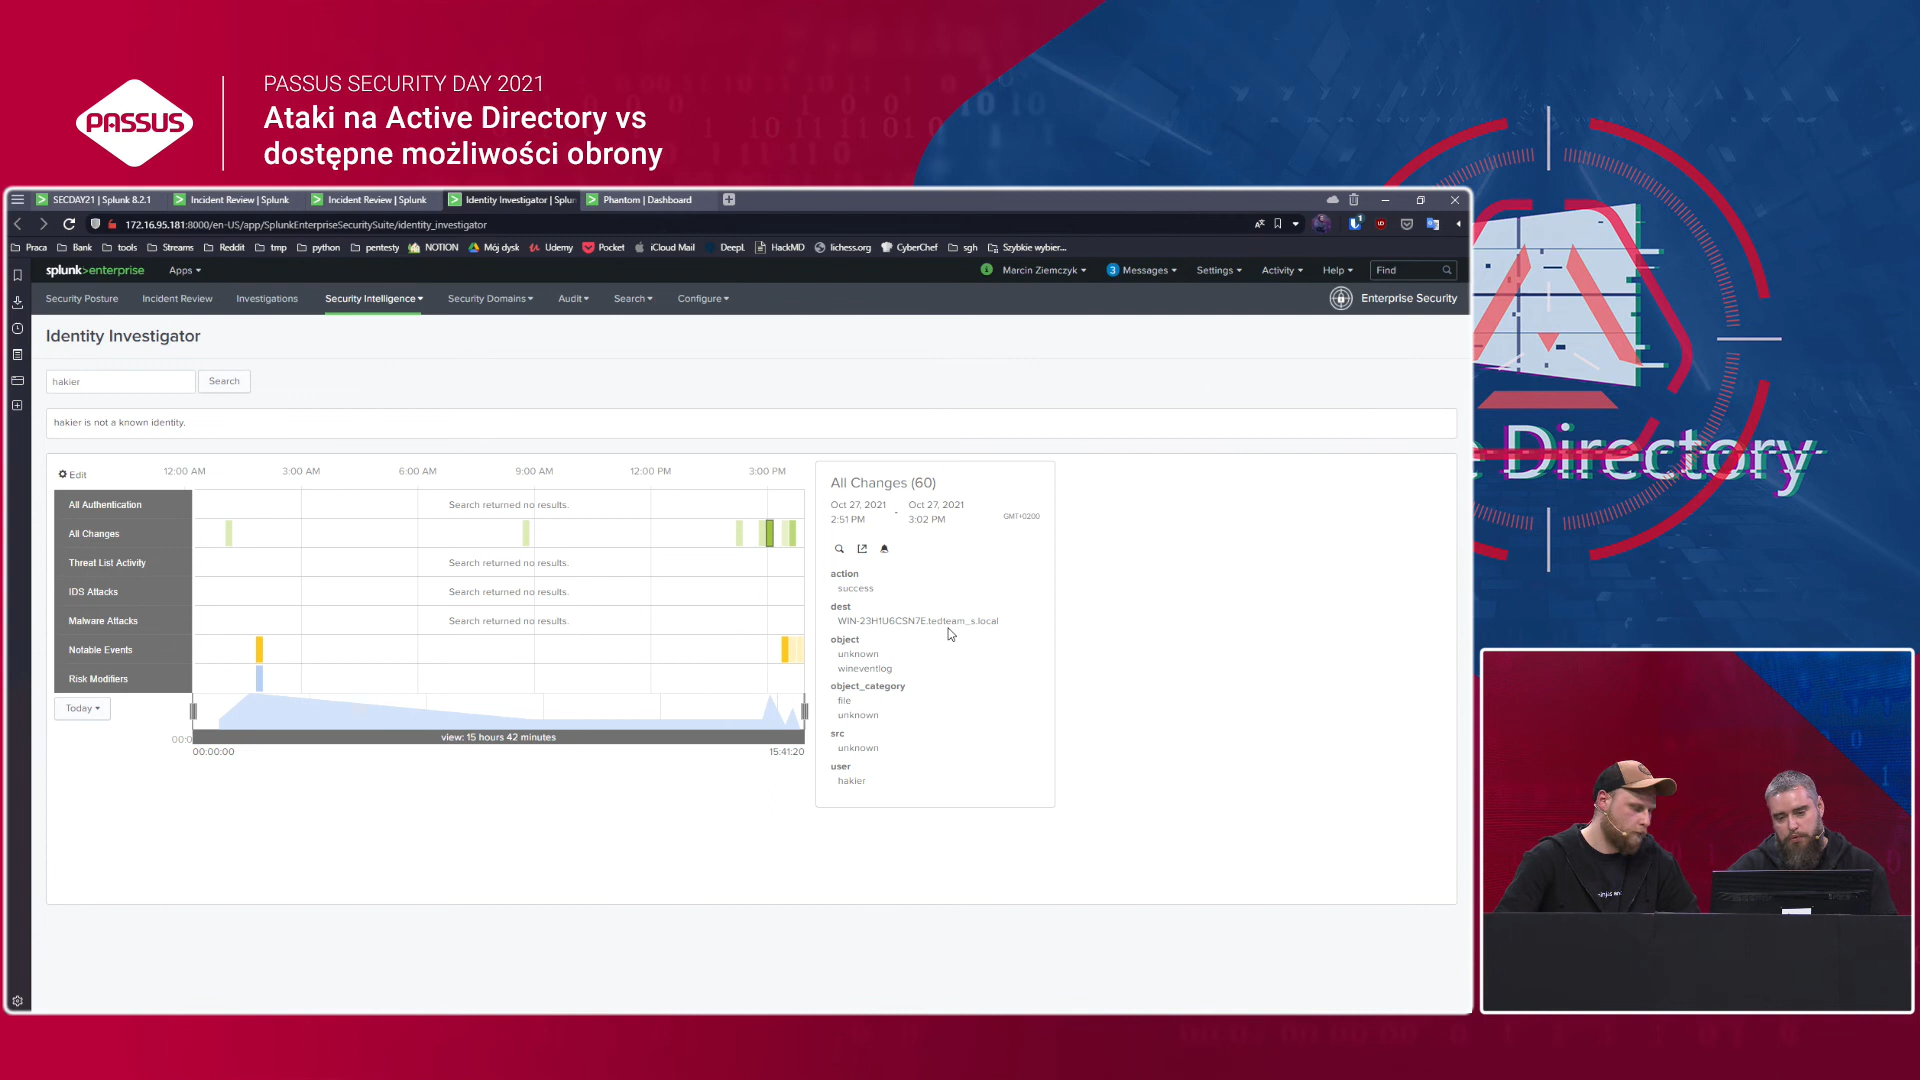 PASSUS
PASSUS SECURITY DAY 2021
Ataki na Active Directory vs
dostępne możliwości obrony
SECDAY21 | Splunk 8.2.1
Incident Review | Splunk
Incident Review | Splunk
Identity Investigator | Splun
Phantom | Dashboard
172.16.95.181:8000/en-US/app/SplunkEnterpriseSecuritySuite/identity_investigator
Praca
Bank
tools
Streams
Reddit
tmp
python
pentesty
NOTION
Mój dysk
Udemy
Pocket
iCloud Mail
DeepL
HackMD
lichess.org
CyberChef
sgh
Szybkie wybier...
splunk>enterprise
Apps
Marcin Ziemczyk
3 Messages
Settings
Activity
Help
Find
Security Posture
Incident Review
Investigations
Security Intelligence
Security Domains
Audit
Search
Configure
Enterprise Security
Identity Investigator
hakier
Search
hakier is not a known identity.
Edit
12:00 AM
3:00 AM
6:00 AM
9:00 AM
12:00 PM
3:00 PM
All Authentication
Search returned no results.
All Changes
Threat List Activity
Search returned no results.
IDS Attacks
Search returned no results.
Malware Attacks
Search returned no results.
Notable Events
Risk Modifiers
Today
00:0
view: 15 hours 42 minutes
00:00:00
15:41:20
All Changes (60)
Oct 27, 2021
2:51 PM
-
Oct 27, 2021
3:02 PM
GMT+0200
action
success
dest
WIN-23H1U6CSN7E.tedteam_s.local
object
unknown
wineventlog
object_category
file
unknown
src
unknown
user
hakier
e Directory